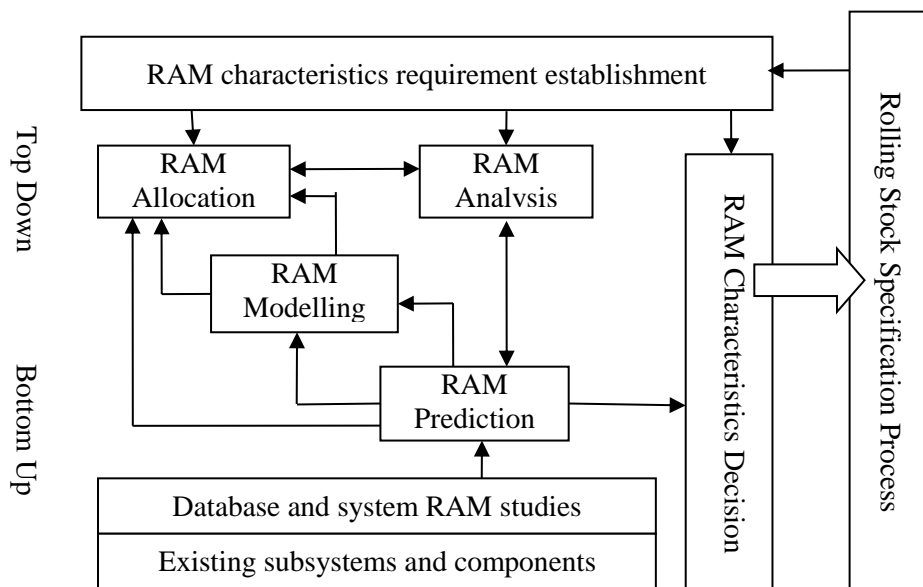 RAM characteristics requirement establishment
Top Down
RAM
Allocation
RAM
Analysis
RAM
Modelling
Bottom Up
RAM
Prediction
Database and system RAM studies
Existing subsystems and components
RAM Characteristics Decision
Rolling Stock Specification Process